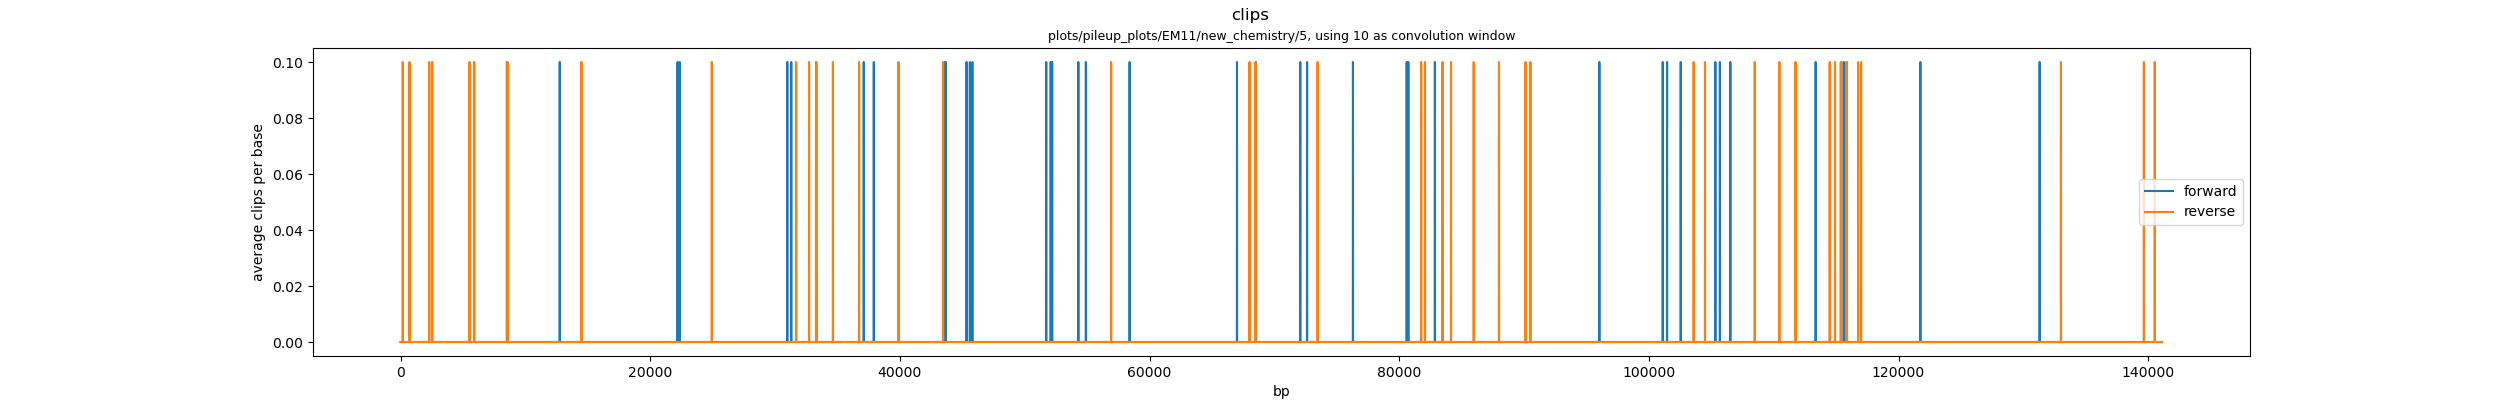 clips
plots/pileup_plots/EM11/new_chemistry/5, using 10 as convolution window
average clips per base
0.10
0.08
0.06
0.04
0.02
0.00
forward
reverse
0 20000 40000 60000 80000 100000 120000 140000
bp